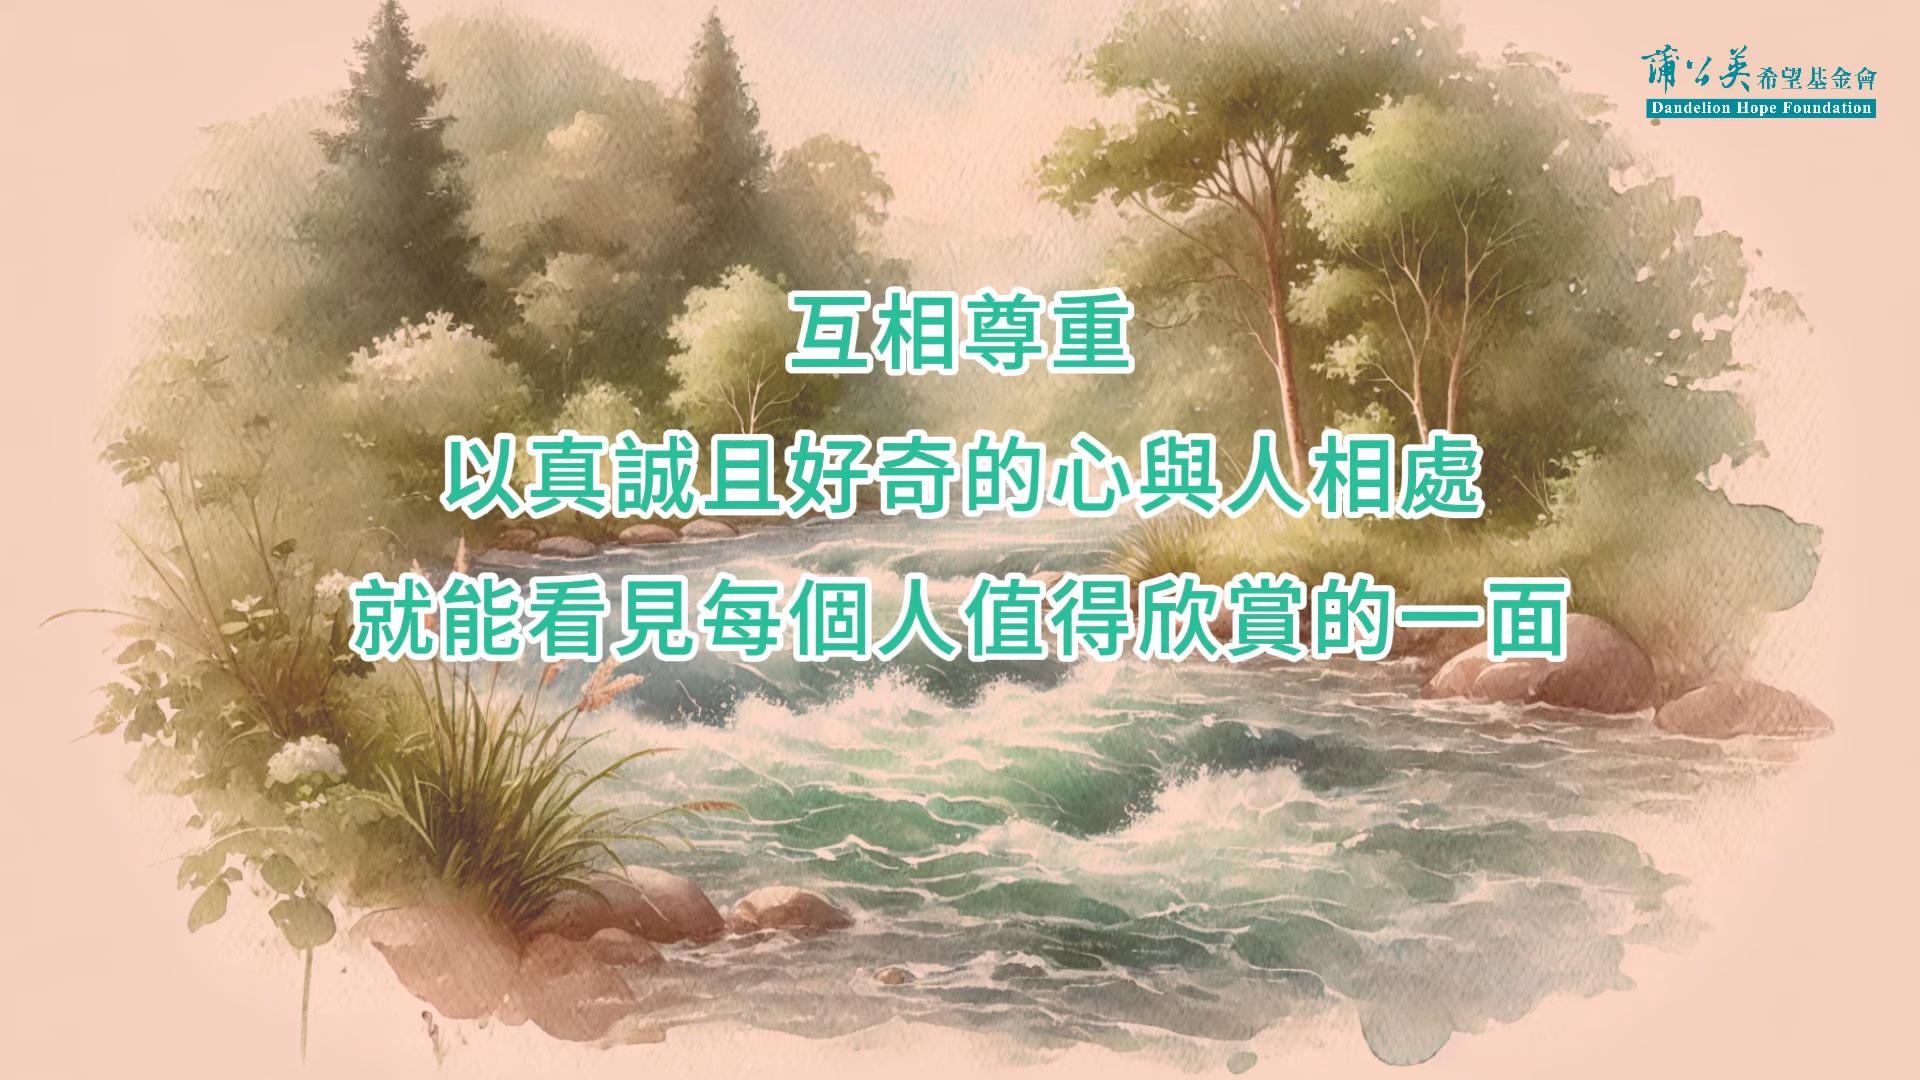 蒲公英希望基金會
Dandelion Hope Foundation
互相尊重
以真誠且好奇的心與人相處
就能看見每個人值得欣賞的一面